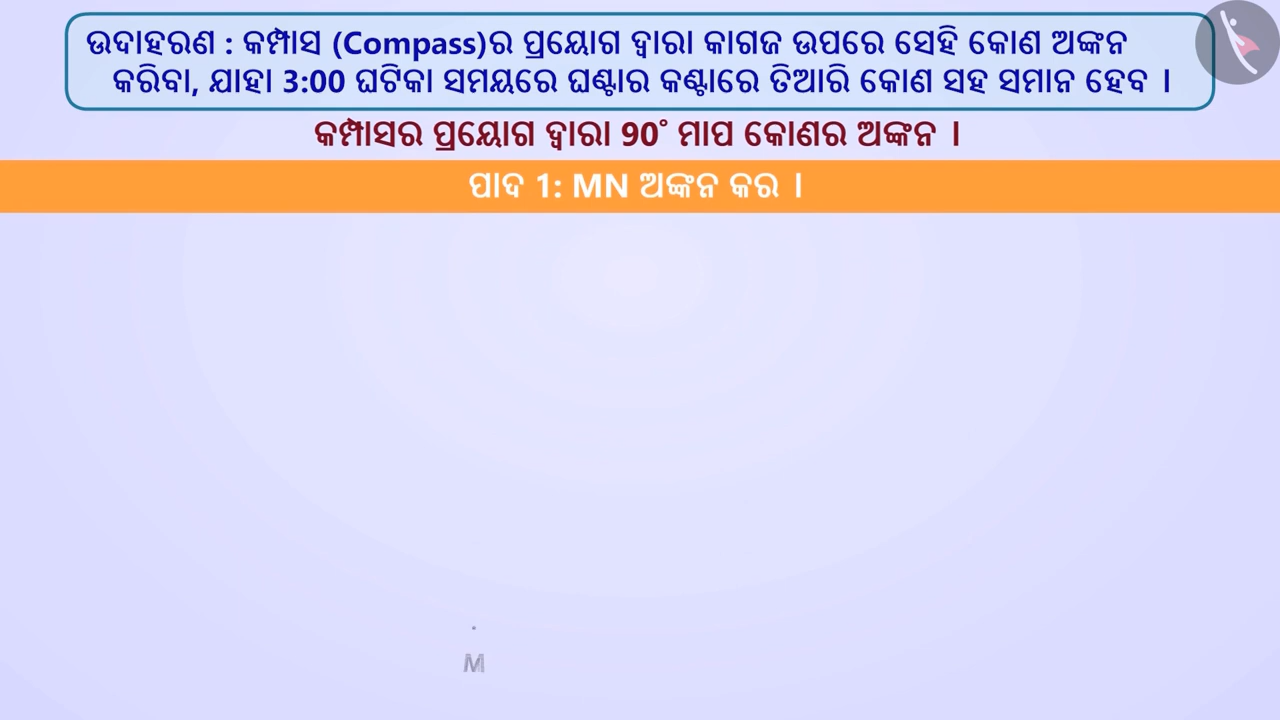 ଉଦାହରଣ : କମ୍ପାସ (Compass)ର ପ୍ରୟୋଗ ଦ୍ୱାରା କାଗଜ ଉପରେ ସେହି କୋଣ ଅଙ୍କନ
କରିବା, ଯାହା 3:00 ଘଟିକା ସମୟରେ ଘଣ୍ଟାର କଣ୍ଟାରେ ତିଆରି କୋଣ ସହ ସମାନ ହେବ ।
କମ୍ପାସର ପ୍ରୟୋଗ ଦ୍ୱାରା 90° ମାପ କୋଣର ଅଙ୍କନ ।
ପାଦ 1: MN ଅଙ୍କନ କର ।
M